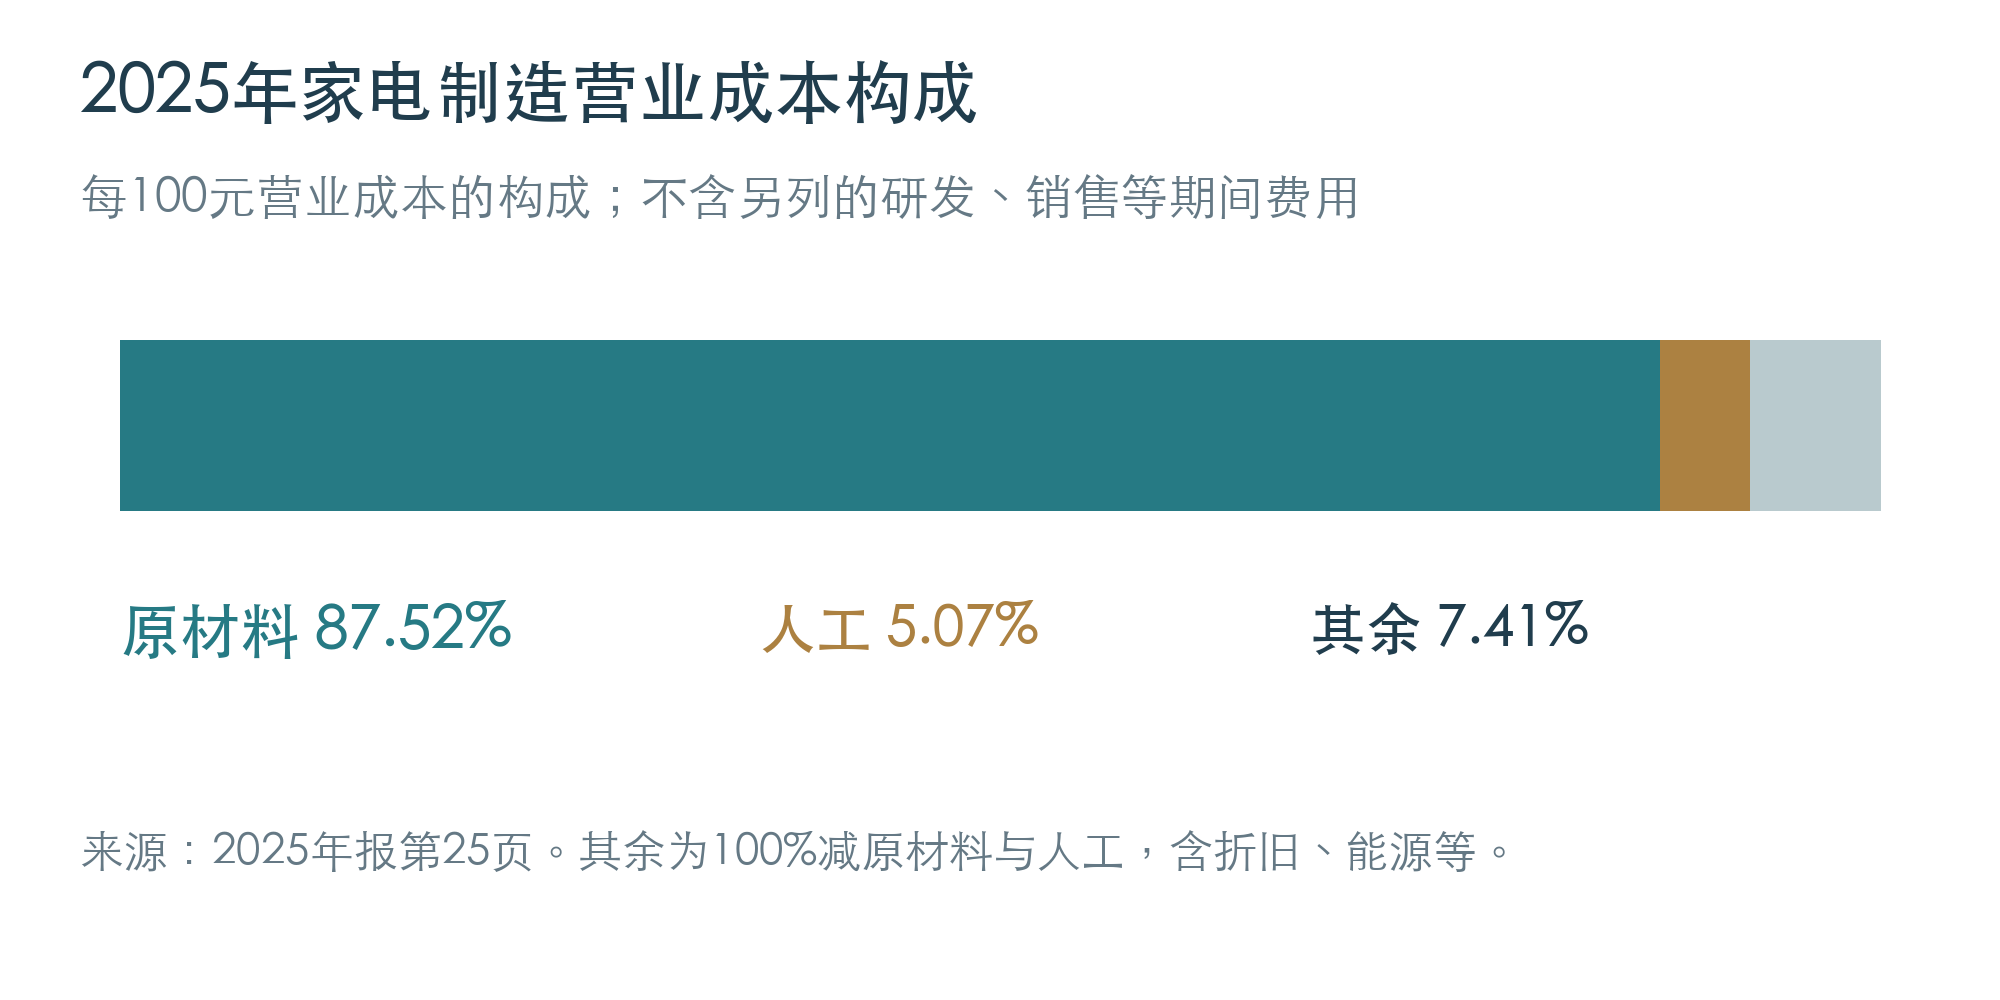 2025年家电制造营业成本构成
每100元营业成本的构成；不含另列的研发、销售等期间费用
原材料 87.52% 人工 5.07% 其余 7.41%
来源：2025年报第25页。其余为100%减原材料与人工，含折旧、能源等。